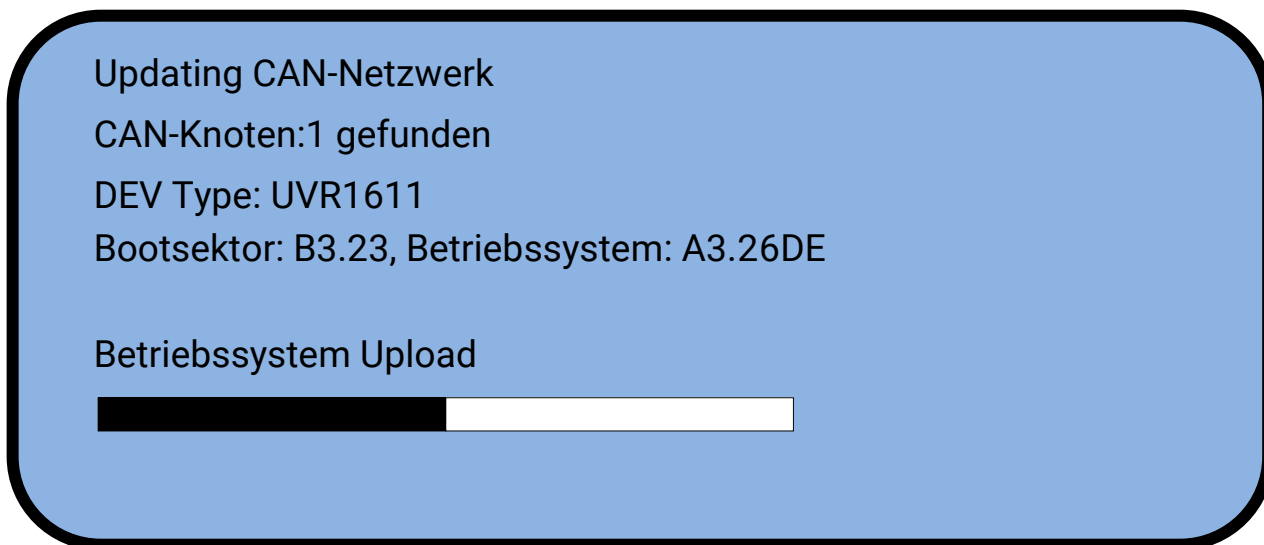 Updating CAN-Netzwerk
CAN-Knoten:1 gefunden
DEV Type: UVR1611
Bootsektor: B3.23, Betriebssystem: A3.26DE
Betriebssystem Upload